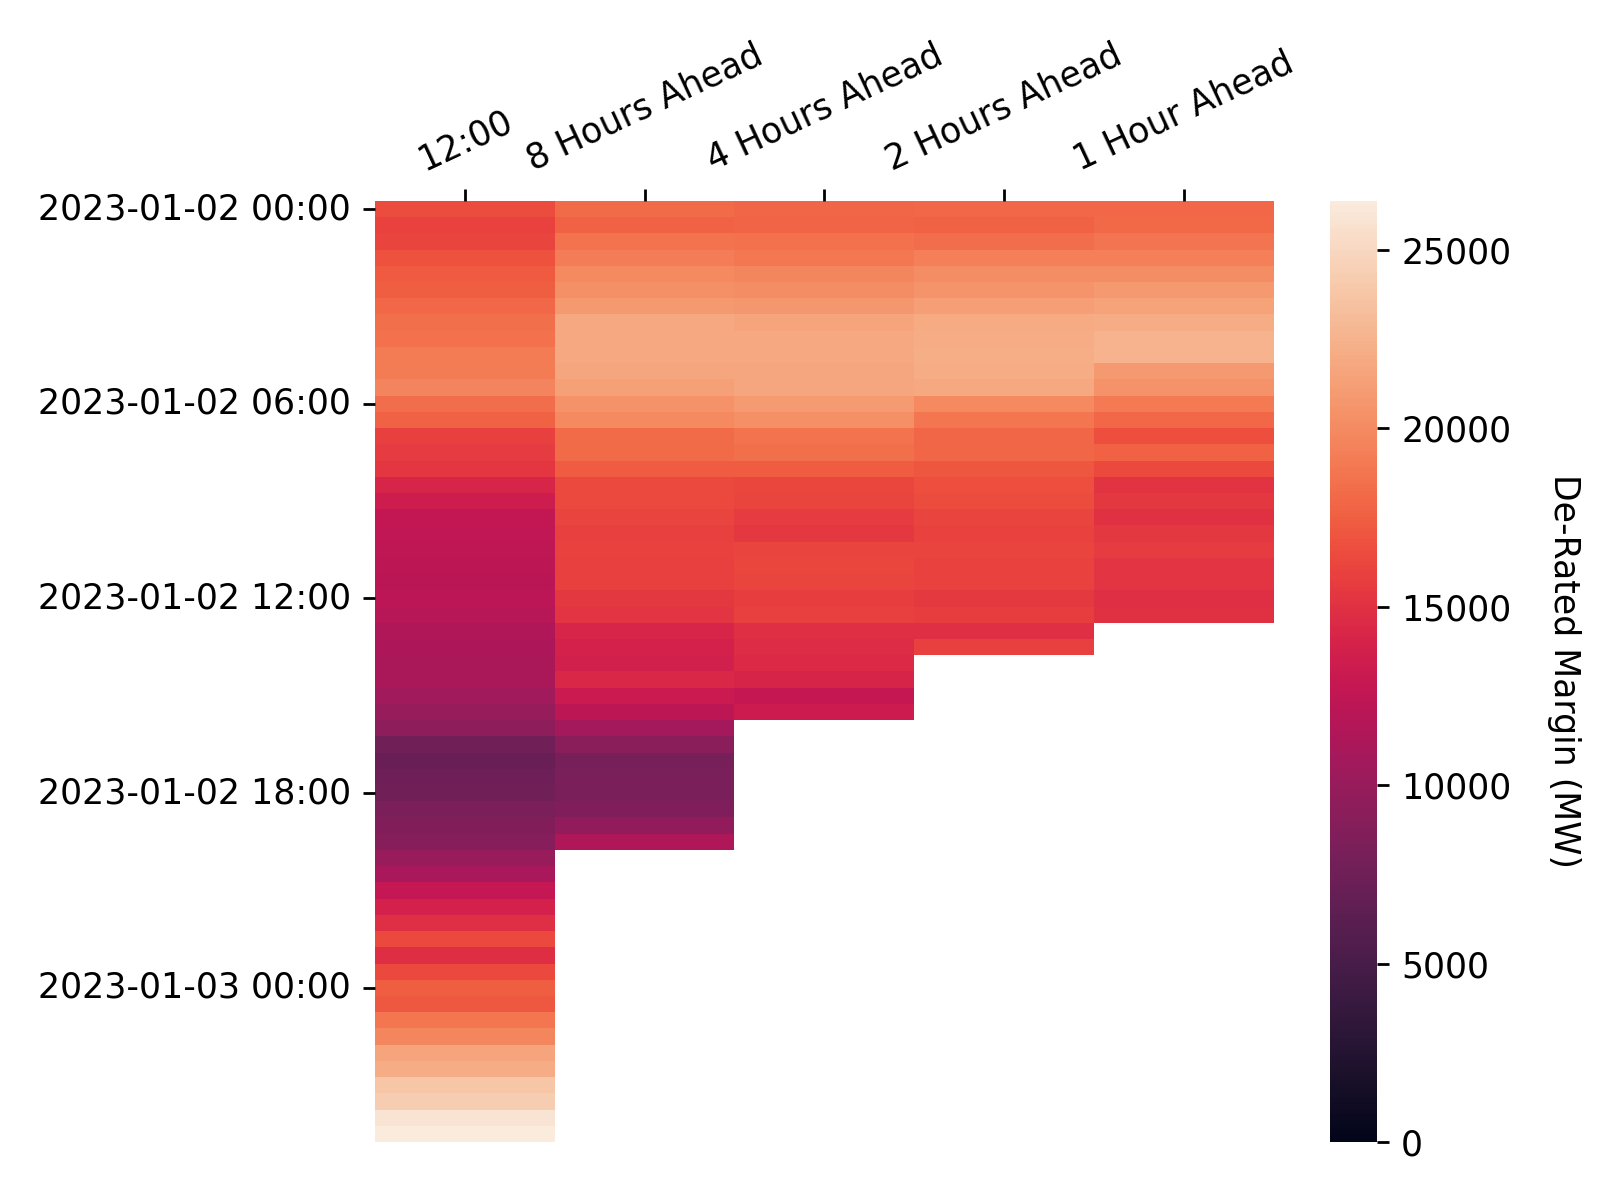 12:00
8 Hours Ahead
4 Hours Ahead
2 Hours Ahead
1 Hour Ahead
2023-01-02 00:00
2023-01-02 06:00
2023-01-02 12:00
2023-01-02 18:00
2023-01-03 00:00
25000
20000
15000
10000
5000
0
De-Rated Margin (MW)